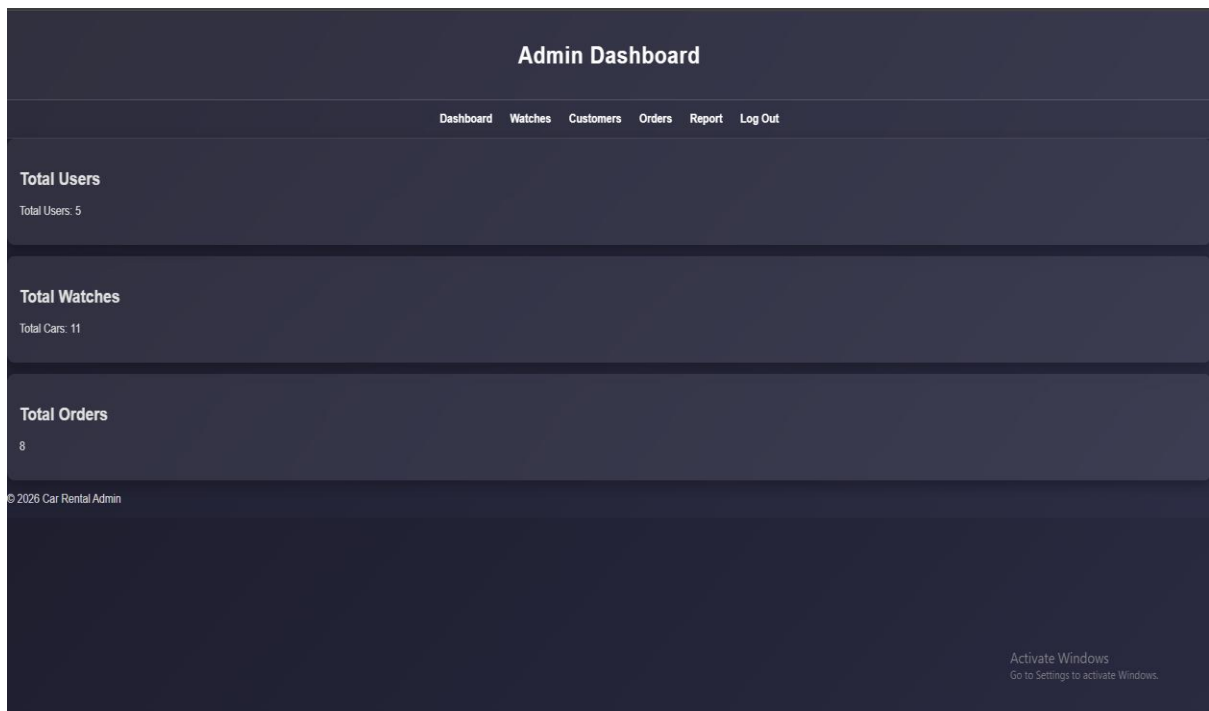 Admin Dashboard
Dashboard Watches Customers Orders Report Log Out
Total Users
Total Users: 5
Total Watches
Total Cars: 11
Total Orders
8
© 2026 Car Rental Admin
Activate Windows
Go to Settings to activate Windows.